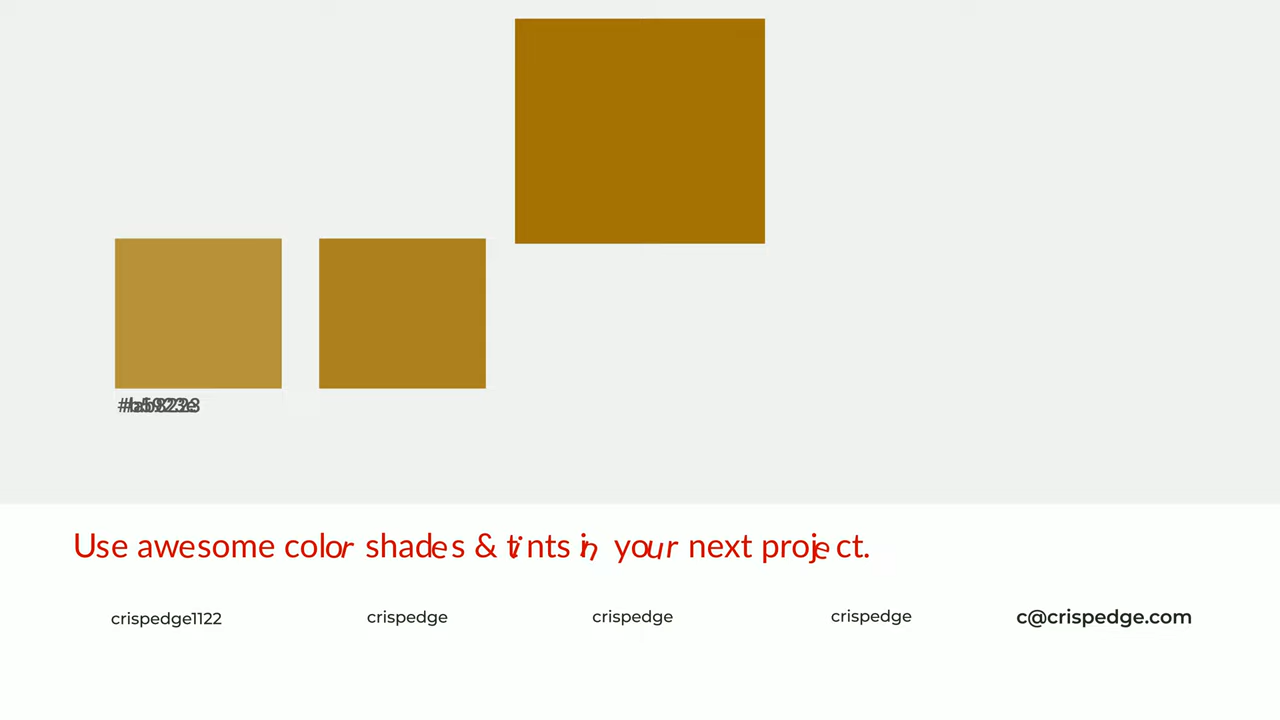 Use awesome color shades & tints in your next project.
crispedge1122 crispedge crispedge crispedge c@crispedge.com